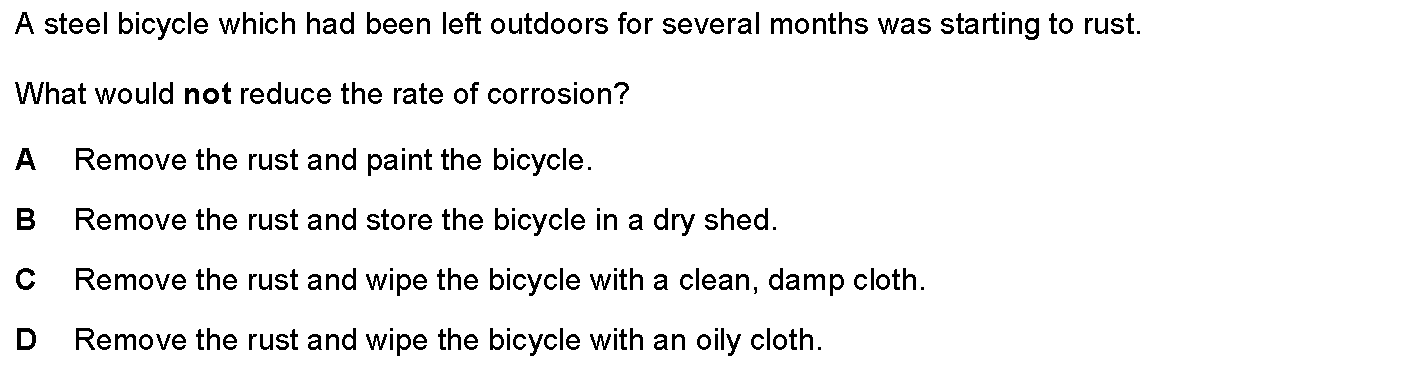 A steel bicycle which had been left outdoors for several months was starting to rust.
What would not reduce the rate of corrosion?
A Remove the rust and paint the bicycle.
B Remove the rust and store the bicycle in a dry shed.
C Remove the rust and wipe the bicycle with a clean, damp cloth.
D Remove the rust and wipe the bicycle with an oily cloth.